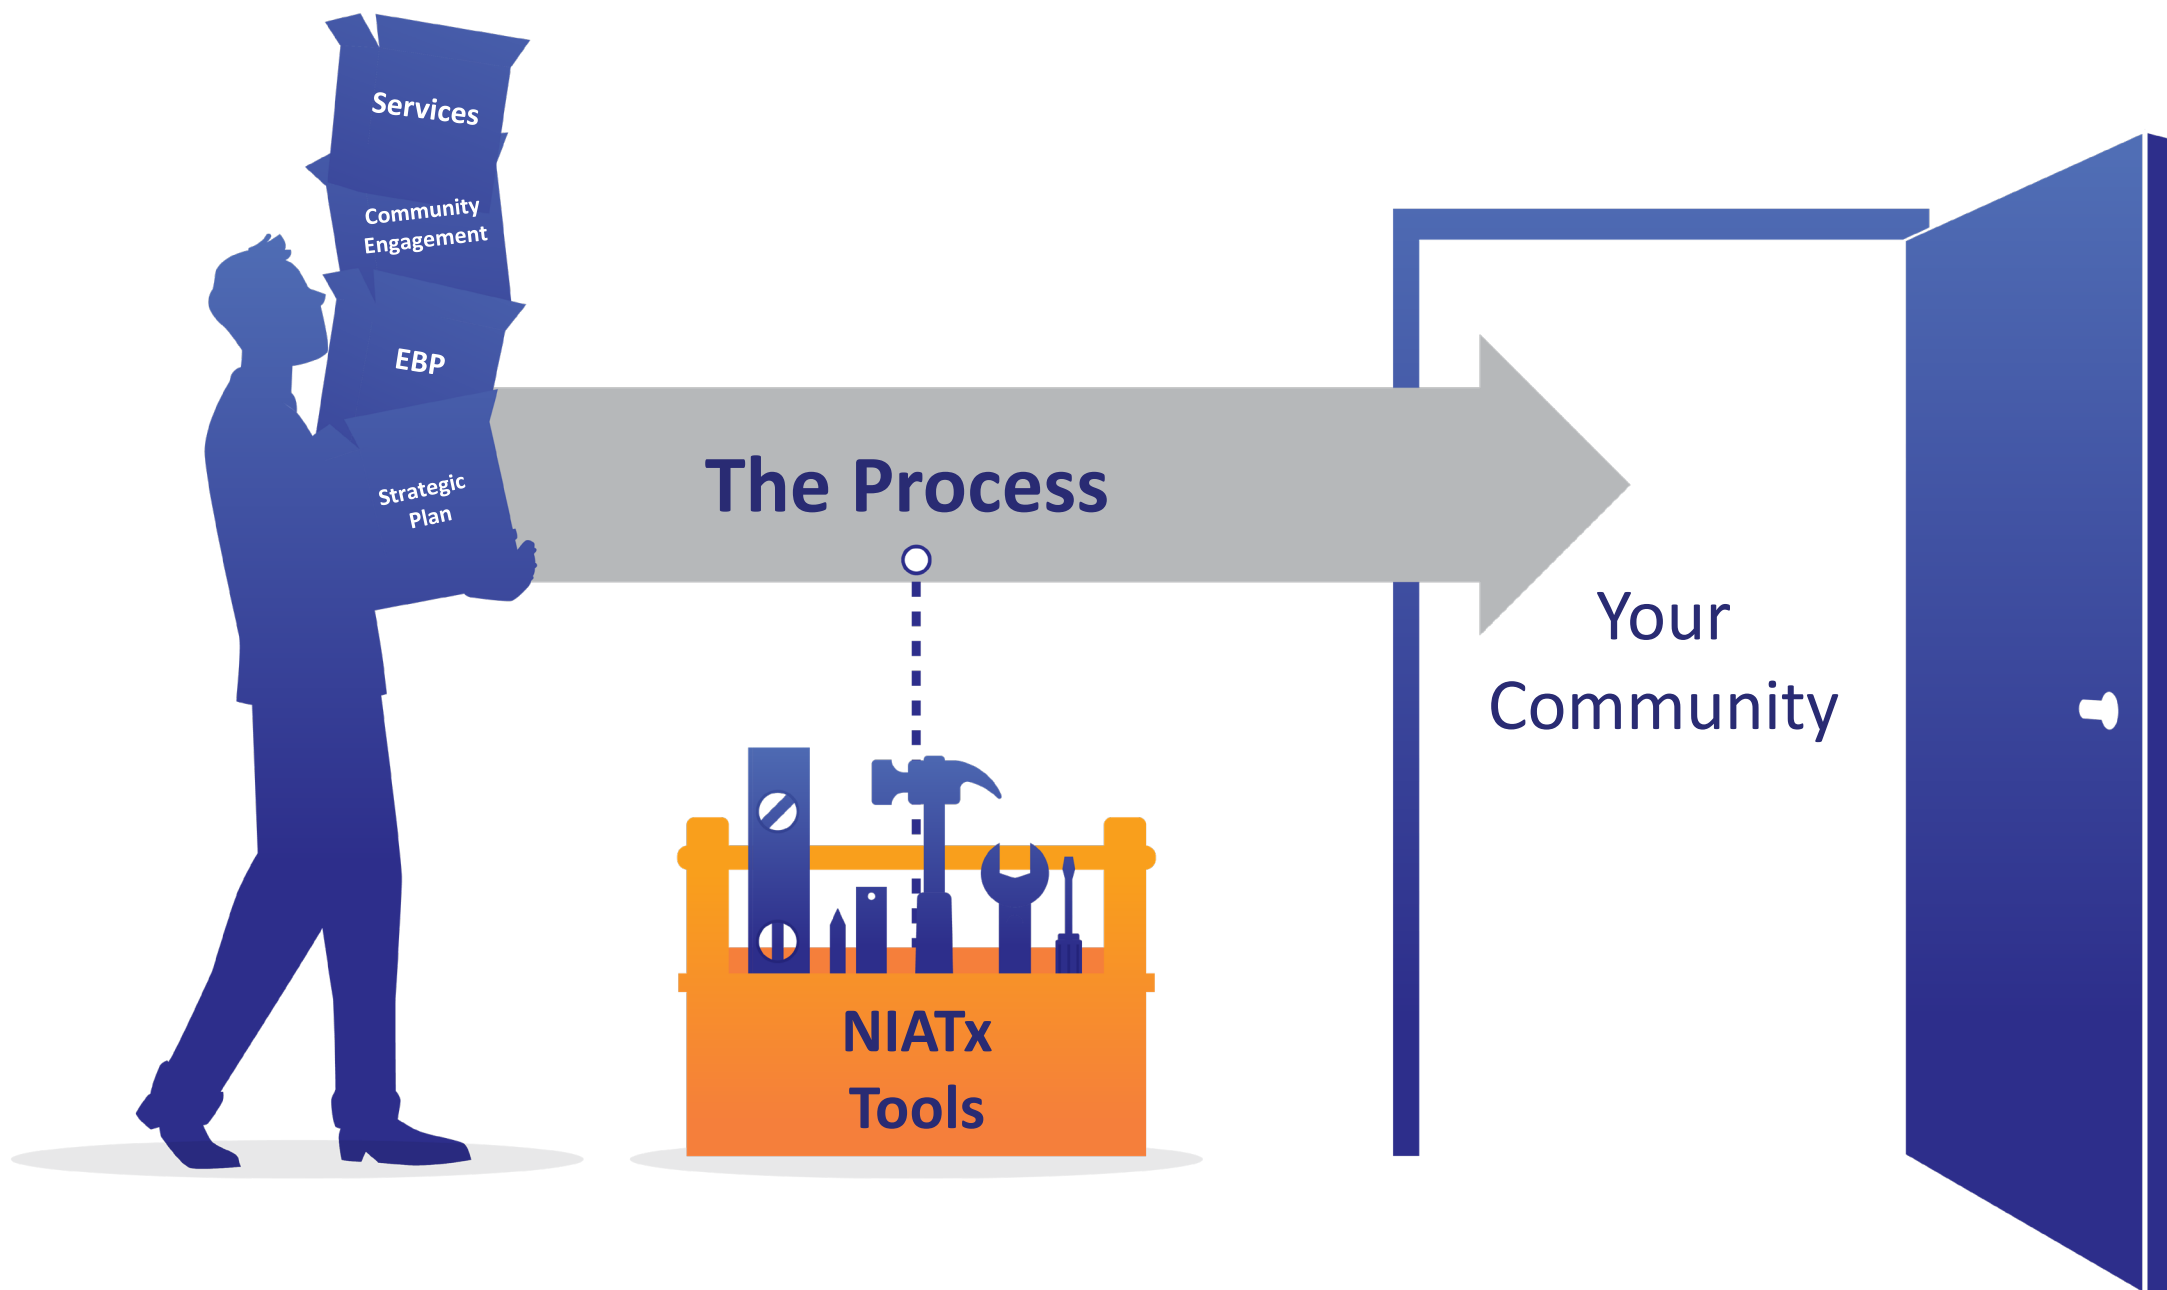 Services
Community
Engagement
EBP
Strategic
Plan
The Process
Your
Community
NIATx
Tools